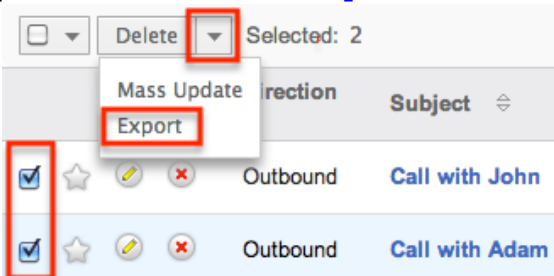 Delete Selected: 2
Mass Update
Export
irection Subject
Outbound Call with John
Outbound Call with Adam